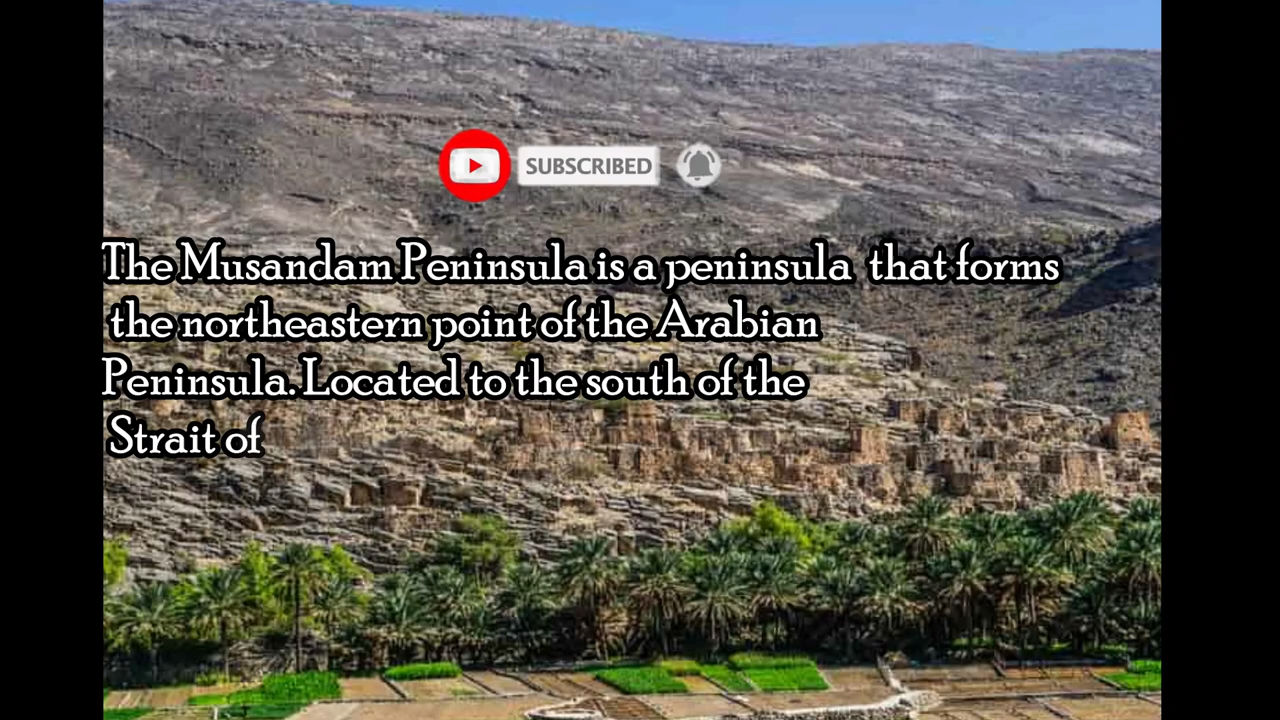 SUBSCRIBED
The Musandam Peninsula is a peninsula that forms
the northeastern point of the Arabian
Peninsula. Located to the south of the
Strait of